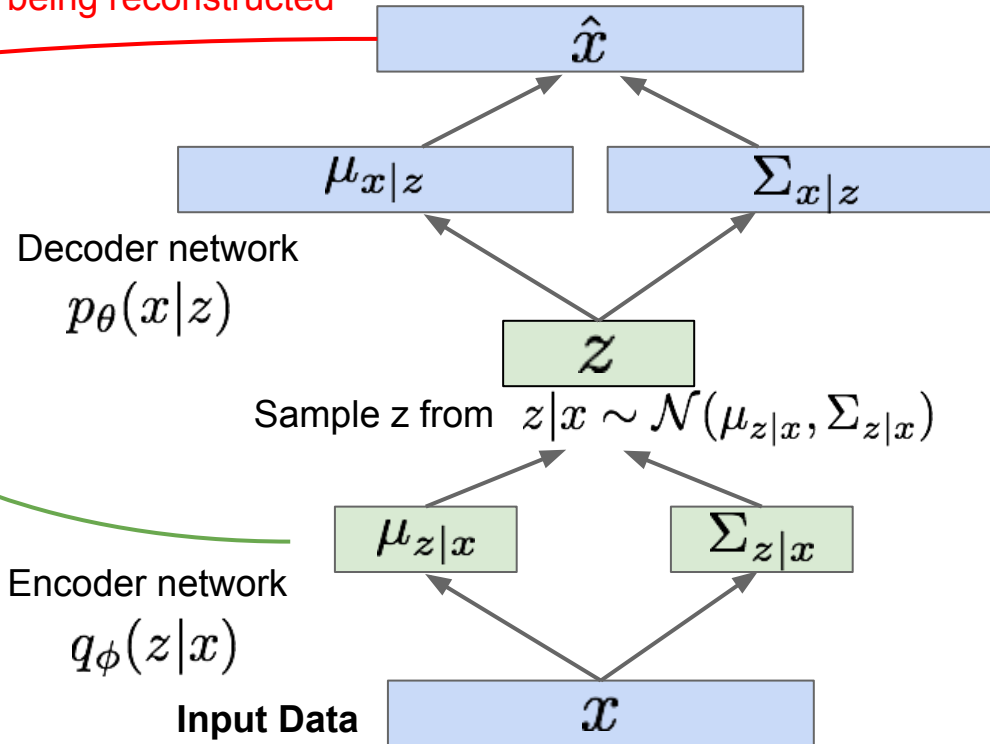 being reconstructed
x̂
μ_{x|z} Σ_{x|z}
Decoder network
p_θ(x|z)
z
Sample z from z|x ∼ 𝒩(μ_{z|x}, Σ_{z|x})
μ_{z|x} Σ_{z|x}
Encoder network
q_ϕ(z|x)
Input Data x